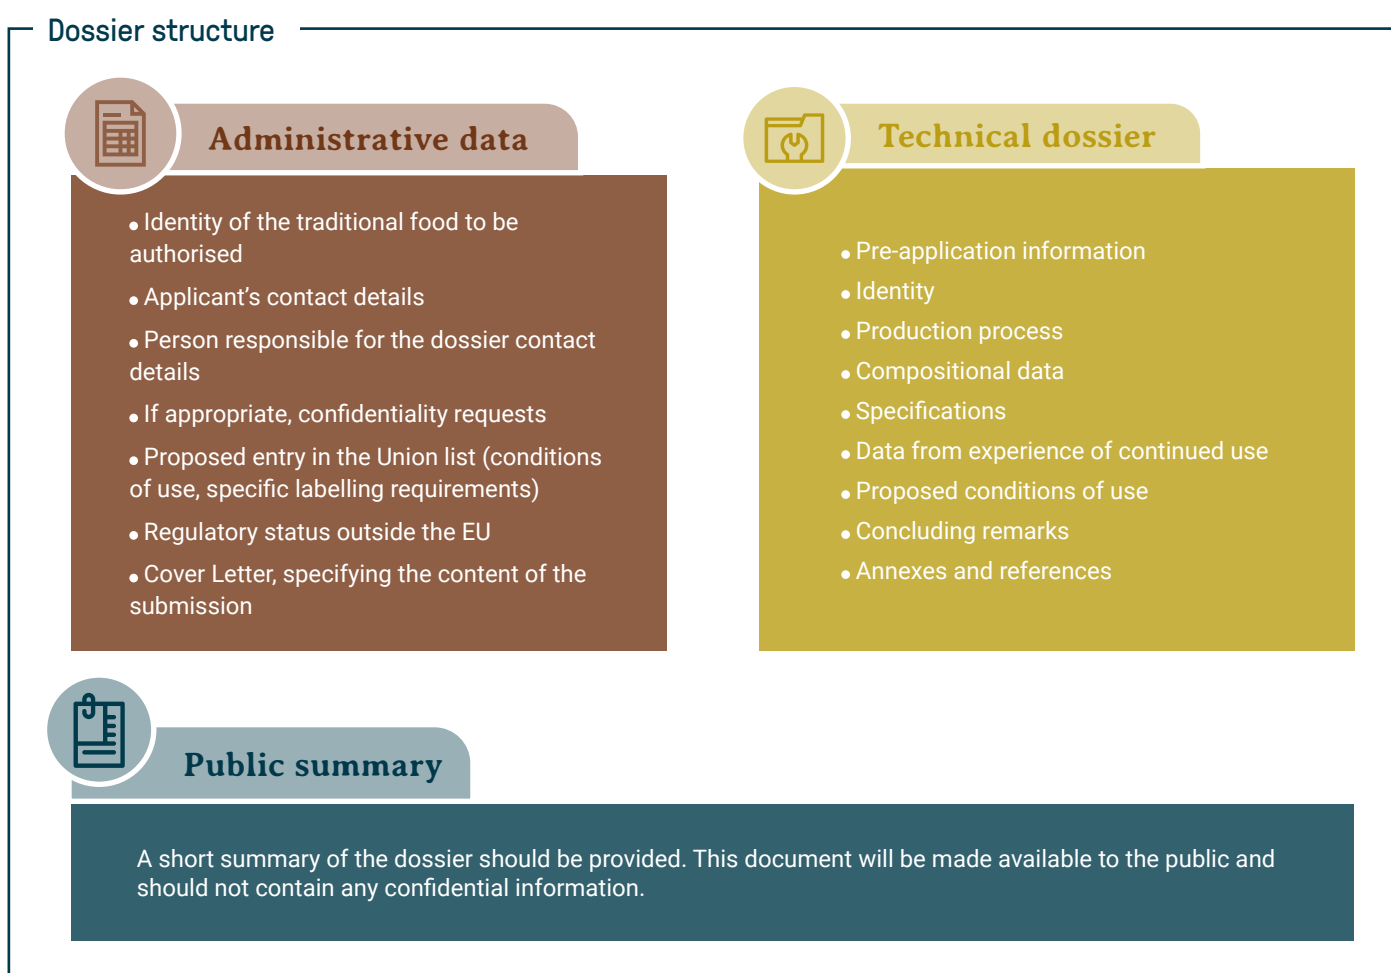 Dossier structure
Administrative data
• Identity of the traditional food to be
authorised
• Applicant's contact details
• Person responsible for the dossier contact
details
• If appropriate, confidentiality requests
• Proposed entry in the Union list (conditions
of use, specific labelling requirements)
• Regulatory status outside the EU
• Cover Letter, specifying the content of the
submission
Technical dossier
• Pre-application information
• Identity
• Production process
• Compositional data
• Specifications
• Data from experience of continued use
• Proposed conditions of use
• Concluding remarks
• Annexes and references
Public summary
A short summary of the dossier should be provided. This document will be made available to the public and
should not contain any confidential information.